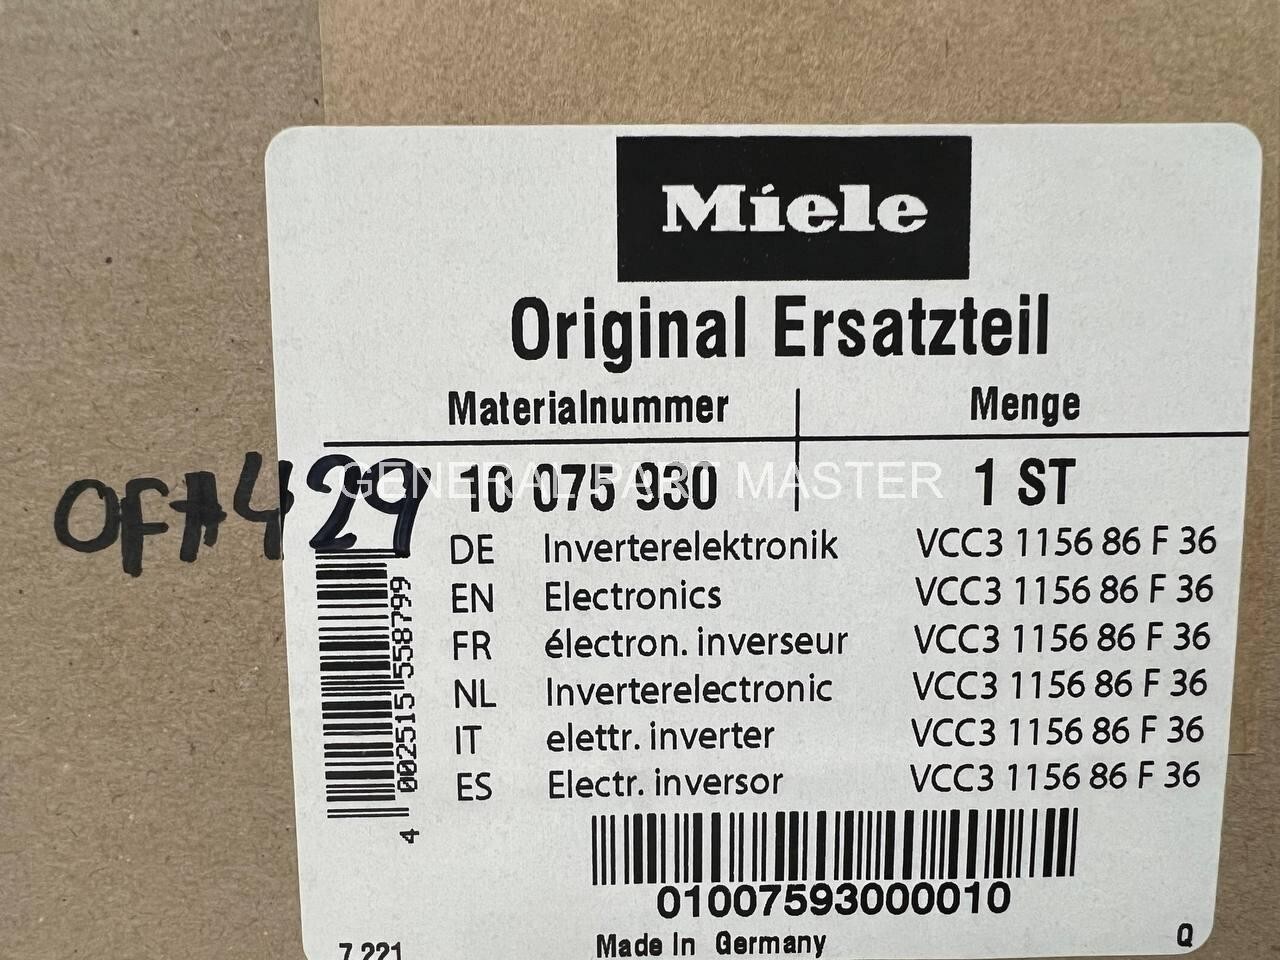 Miele
Original Ersatzteil
Materialnummer Menge
OFA429 10 075 930 1 ST
GENERAL PART MASTER
DE Inverterelektronik VCC3 1156 86 F 36
EN Electronics VCC3 1156 86 F 36
FR électron. inverseur VCC3 1156 86 F 36
NL Inverterelectronic VCC3 1156 86 F 36
IT elettr. inverter VCC3 1156 86 F 36
ES Electr. inversor VCC3 1156 86 F 36
4 002515 558799
01007593000010
7 221 Made In Germany Q